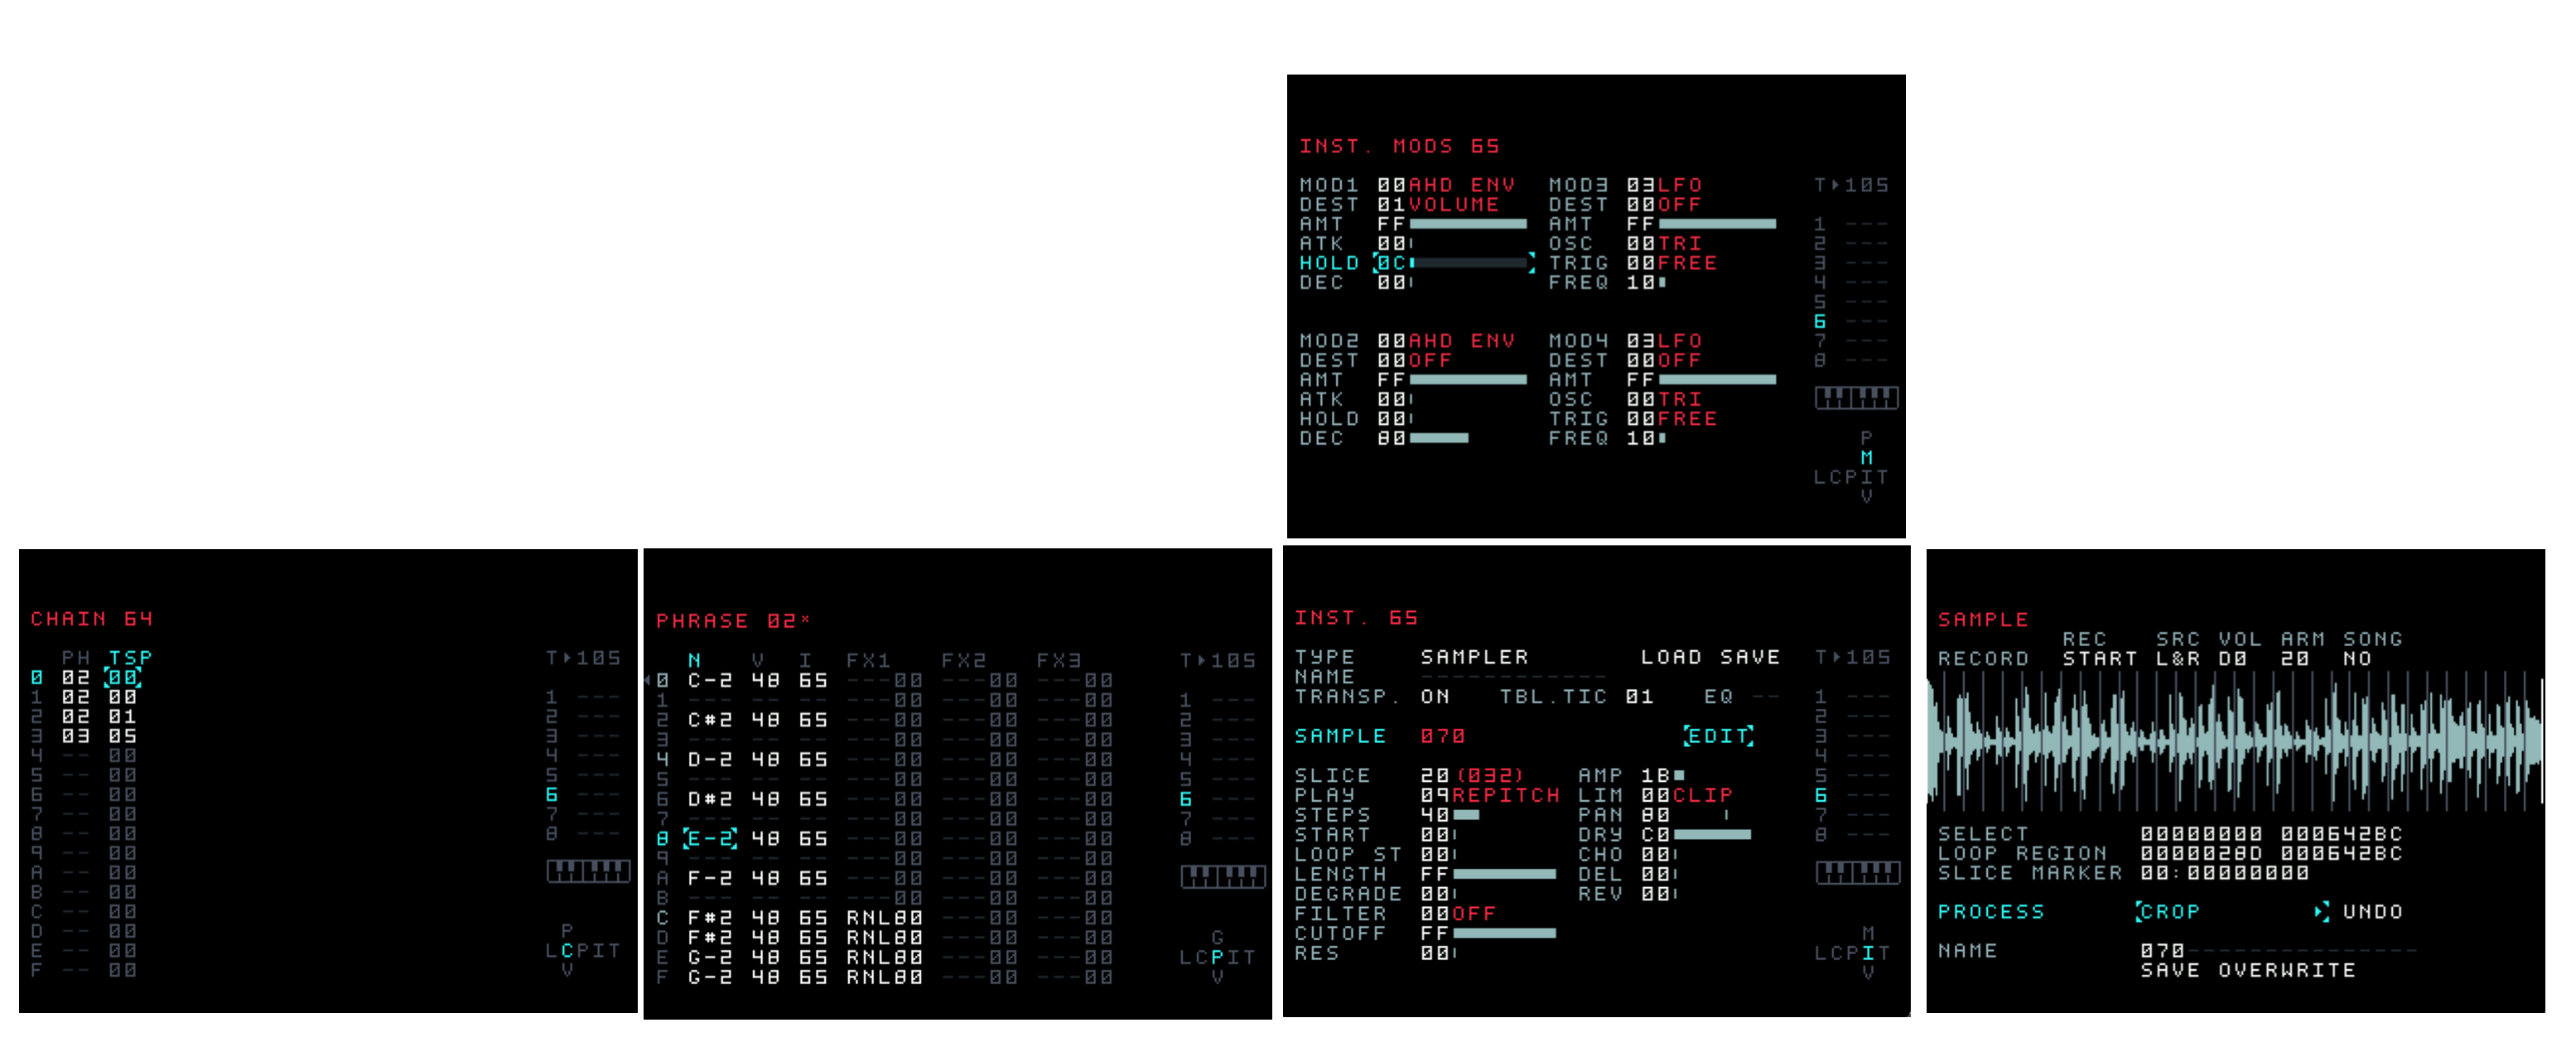 INST. MODS 65
MOD1 00AHD ENV MOD3 03LFO T▸105
DEST 01VOLUME DEST 00OFF
AMT FF AMT FF 1 ---
ATK 00 OSC 00TRI 2 ---
HOLD 0C TRIG 00FREE 3 ---
DEC 00 FREQ 10 4 ---
5 ---
6 ---
MOD2 00AHD ENV MOD4 03LFO 7 ---
DEST 00OFF DEST 00OFF 8 ---
AMT FF AMT FF
ATK 00 OSC 00TRI
HOLD 00 TRIG 00FREE
DEC 80 FREQ 10 P
M
LCPIT
V
CHAIN 64
PH TSP T▸105
0 02 00
1 02 00 1 ---
2 02 01 2 ---
3 03 05 3 ---
4 -- 00 4 ---
5 -- 00 5 ---
6 -- 00 6 ---
7 -- 00 7 ---
8 -- 00 8 ---
9 -- 00
A -- 00
B -- 00
C -- 00
D -- 00 P
E -- 00 LCPIT
F -- 00 V
PHRASE 02*
N V I FX1 FX2 FX3 T▸105
0 C-2 48 65 ---00 ---00 ---00
1 --- -- -- ---00 ---00 ---00 1 ---
2 C#2 48 65 ---00 ---00 ---00 2 ---
3 --- -- -- ---00 ---00 ---00 3 ---
4 D-2 48 65 ---00 ---00 ---00 4 ---
5 --- -- -- ---00 ---00 ---00 5 ---
6 D#2 48 65 ---00 ---00 ---00 6 ---
7 --- -- -- ---00 ---00 ---00 7 ---
8 E-2 48 65 ---00 ---00 ---00 8 ---
9 --- -- -- ---00 ---00 ---00
A F-2 48 65 ---00 ---00 ---00
B --- -- -- ---00 ---00 ---00
C F#2 48 65 RNL80 ---00 ---00
D F#2 48 65 RNL80 ---00 ---00 G
E G-2 48 65 RNL80 ---00 ---00 LCPIT
F G-2 48 65 RNL80 ---00 ---00 V
INST. 65
TYPE SAMPLER LOAD SAVE T▸105
NAME ------------
TRANSP. ON TBL.TIC 01 EQ -- 1 ---
2 ---
SAMPLE 070 EDIT 3 ---
4 ---
SLICE 20(032) AMP 1B 5 ---
PLAY 09REPITCH LIM 00CLIP 6 ---
STEPS 40 PAN 80 7 ---
START 00 DRY C0 8 ---
LOOP ST 00 CHO 00
LENGTH FF DEL 00
DEGRADE 00 REV 00
FILTER 00OFF
CUTOFF FF M
RES 00 LCPIT
V
SAMPLE
REC SRC VOL ARM SONG
RECORD START L&R D0 20 NO
SELECT 00000000 000642BC
LOOP REGION 0000028D 000642BC
SLICE MARKER 00:00000000
PROCESS CROP ▸ UNDO
NAME 070---------------
SAVE OVERWRITE